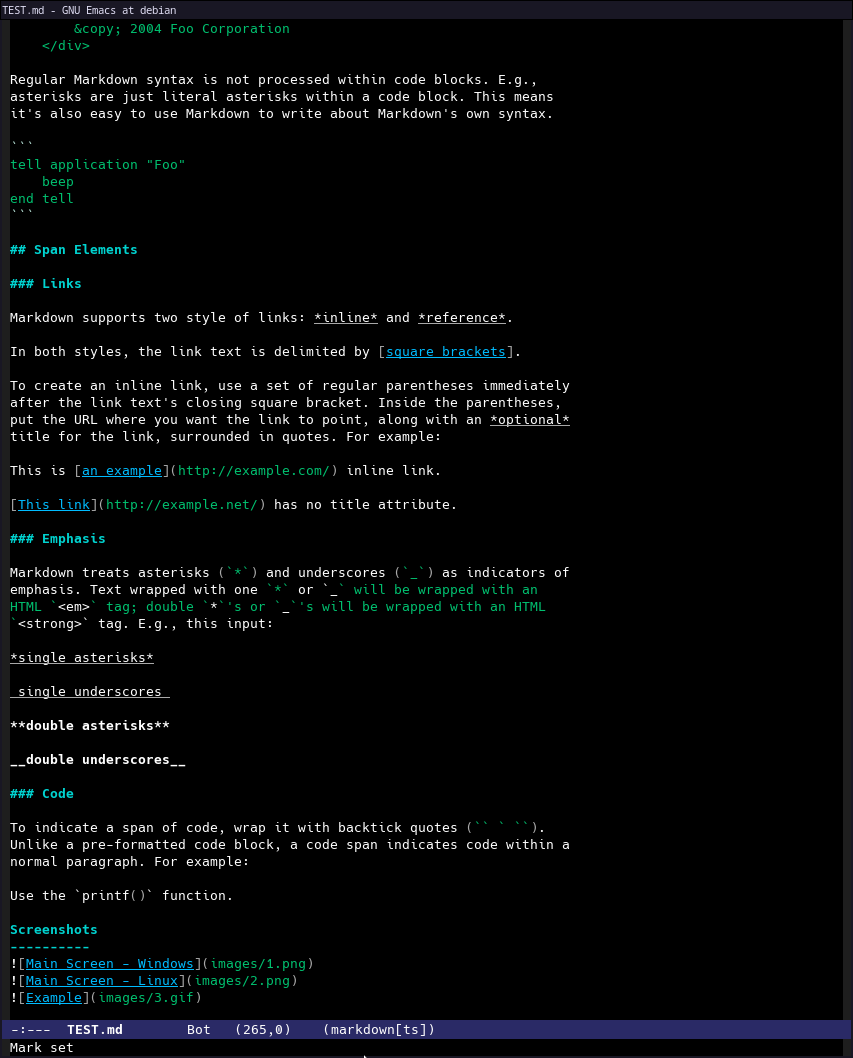 TEST.md - GNU Emacs at debian
        &copy; 2004 Foo Corporation
    </div>

Regular Markdown syntax is not processed within code blocks. E.g.,
asterisks are just literal asterisks within a code block. This means
it's also easy to use Markdown to write about Markdown's own syntax.

```
tell application "Foo"
    beep
end tell
```

## Span Elements

### Links

Markdown supports two style of links: *inline* and *reference*.

In both styles, the link text is delimited by [square brackets].

To create an inline link, use a set of regular parentheses immediately
after the link text's closing square bracket. Inside the parentheses,
put the URL where you want the link to point, along with an *optional*
title for the link, surrounded in quotes. For example:

This is [an example](http://example.com/) inline link.

[This link](http://example.net/) has no title attribute.

### Emphasis

Markdown treats asterisks (`*`) and underscores (`_`) as indicators of
emphasis. Text wrapped with one `*` or `_` will be wrapped with an
HTML `<em>` tag; double `*`'s or `_`'s will be wrapped with an HTML
`<strong>` tag. E.g., this input:

*single asterisks*

_single underscores_

**double asterisks**

__double underscores__

### Code

To indicate a span of code, wrap it with backtick quotes (`` ` ``).
Unlike a pre-formatted code block, a code span indicates code within a
normal paragraph. For example:

Use the `printf()` function.

Screenshots
----------
![Main Screen - Windows](images/1.png)
![Main Screen - Linux](images/2.png)
![Example](images/3.gif)

-:---  TEST.md        Bot   (265,0)    (markdown[ts])
Mark set